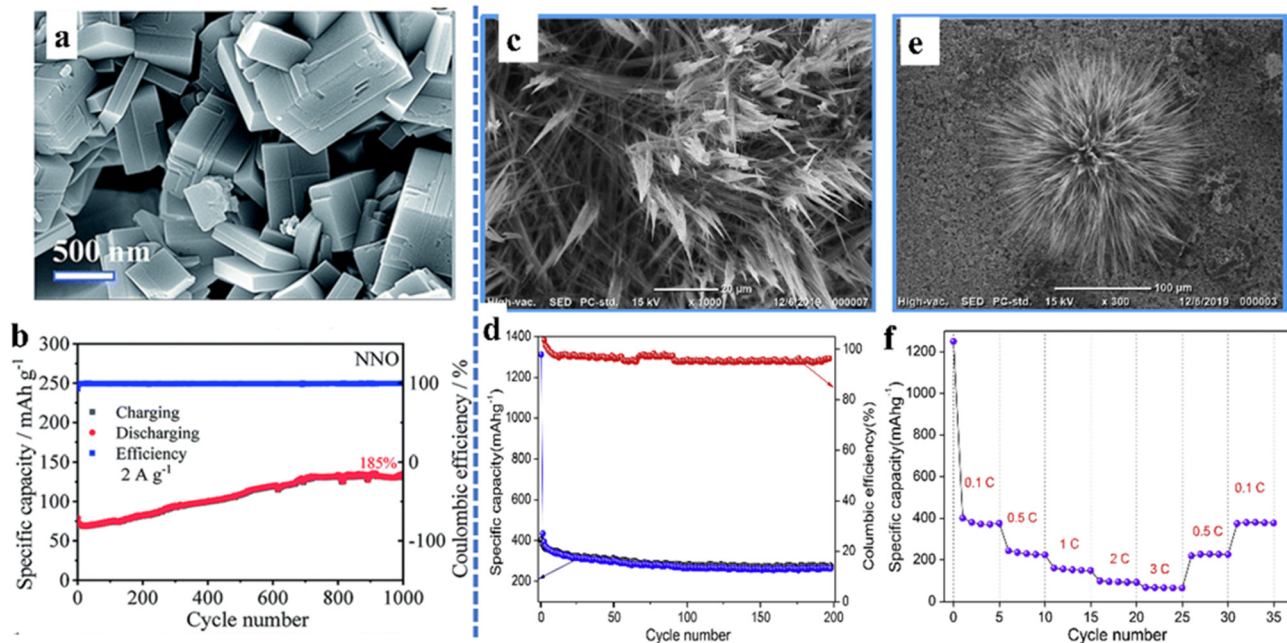 a
500 nm
c
High-vac. SED PC-std. 15 kV x 1000 20 μm 12/6/2019 000007
e
High-vac. SED PC-std. 15 kV x 300 100 μm 12/6/2019 000003
b
NNO
300
250
200
150
100
50
0
Specific capacity / mAh g⁻¹
Charging
Discharging
Efficiency
2 A g⁻¹
185%
100
0
-100
Coulombic efficiency / %
0 200 400 600 800 1000
Cycle number
d
1400
1200
1000
800
600
400
200
Specific capacity(mAhg⁻¹)
100
80
60
40
20
0
Columbic efficiency(%)
0 50 100 150 200
Cycle number
f
1200
1000
800
600
400
200
0
Specific capacity(mAhg⁻¹)
0.1 C
0.5 C
1 C
2 C
3 C
0.5 C
0.1 C
0 5 10 15 20 25 30 35
Cycle number